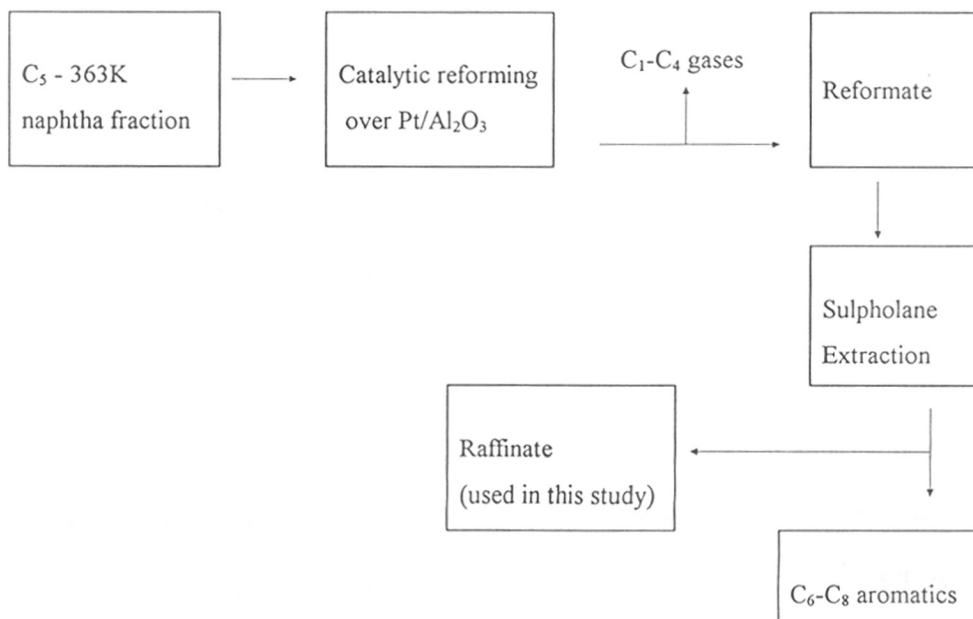 C₅ - 363K
naphtha fraction
Catalytic reforming
over Pt/Al₂O₃
C₁-C₄ gases
Reformate
Sulpholane
Extraction
Raffinate
(used in this study)
C₆-C₈ aromatics